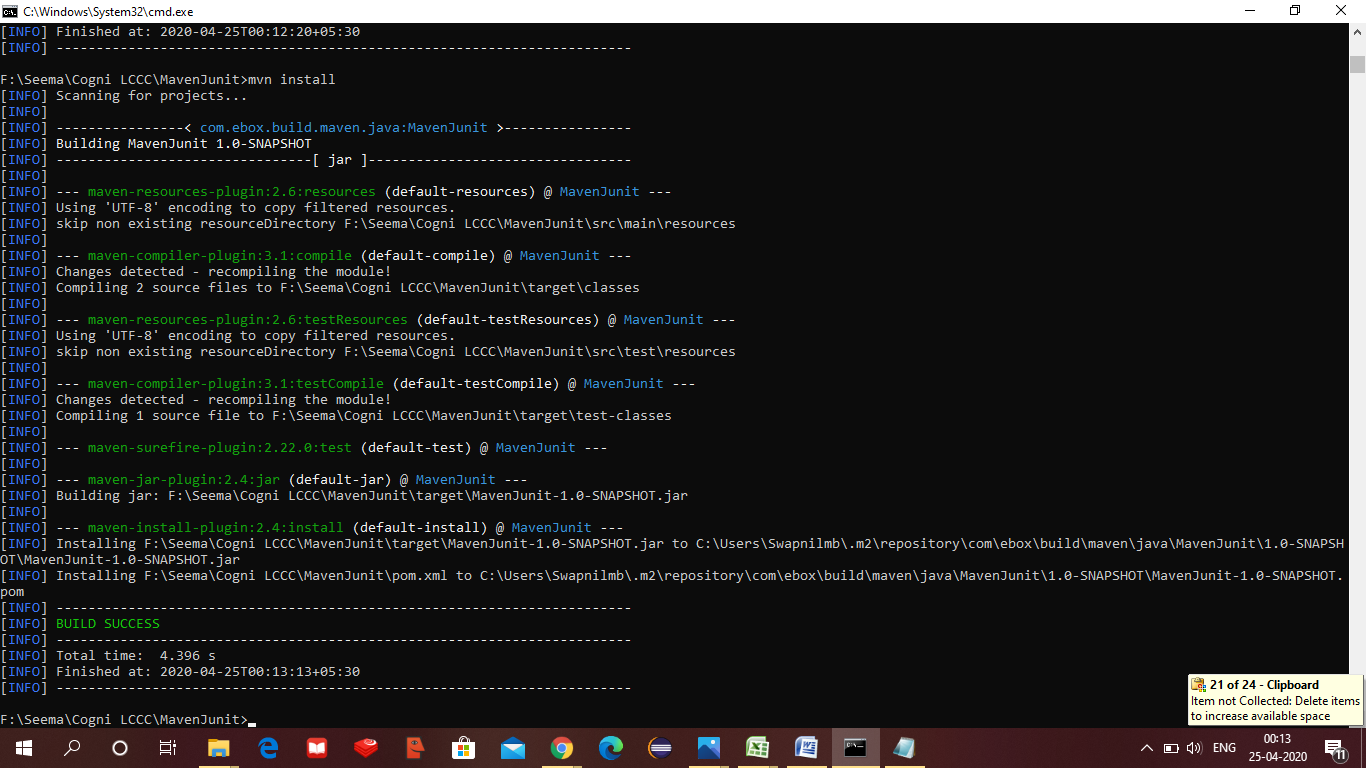 C:\Windows\System32\cmd.exe
[INFO] Finished at: 2020-04-25T00:12:20+05:30
[INFO] ------------------------------------------------------------------------
F:\Seema\Cogni LCCC\MavenJunit>mvn install
[INFO] Scanning for projects...
[INFO]
[INFO] ----------------< com.ebox.build.maven.java:MavenJunit >----------------
[INFO] Building MavenJunit 1.0-SNAPSHOT
[INFO] --------------------------------[ jar ]---------------------------------
[INFO]
[INFO] --- maven-resources-plugin:2.6:resources (default-resources) @ MavenJunit ---
[INFO] Using 'UTF-8' encoding to copy filtered resources.
[INFO] skip non existing resourceDirectory F:\Seema\Cogni LCCC\MavenJunit\src\main\resources
[INFO]
[INFO] --- maven-compiler-plugin:3.1:compile (default-compile) @ MavenJunit ---
[INFO] Changes detected - recompiling the module!
[INFO] Compiling 2 source files to F:\Seema\Cogni LCCC\MavenJunit\target\classes
[INFO]
[INFO] --- maven-resources-plugin:2.6:testResources (default-testResources) @ MavenJunit ---
[INFO] Using 'UTF-8' encoding to copy filtered resources.
[INFO] skip non existing resourceDirectory F:\Seema\Cogni LCCC\MavenJunit\src\test\resources
[INFO]
[INFO] --- maven-compiler-plugin:3.1:testCompile (default-testCompile) @ MavenJunit ---
[INFO] Changes detected - recompiling the module!
[INFO] Compiling 1 source file to F:\Seema\Cogni LCCC\MavenJunit\target\test-classes
[INFO]
[INFO] --- maven-surefire-plugin:2.22.0:test (default-test) @ MavenJunit ---
[INFO]
[INFO] --- maven-jar-plugin:2.4:jar (default-jar) @ MavenJunit ---
[INFO] Building jar: F:\Seema\Cogni LCCC\MavenJunit\target\MavenJunit-1.0-SNAPSHOT.jar
[INFO]
[INFO] --- maven-install-plugin:2.4:install (default-install) @ MavenJunit ---
[INFO] Installing F:\Seema\Cogni LCCC\MavenJunit\target\MavenJunit-1.0-SNAPSHOT.jar to C:\Users\Swapnilmb\.m2\repository\com\ebox\build\maven\java\MavenJunit\1.0-SNAPSH
OT\MavenJunit-1.0-SNAPSHOT.jar
[INFO] Installing F:\Seema\Cogni LCCC\MavenJunit\pom.xml to C:\Users\Swapnilmb\.m2\repository\com\ebox\build\maven\java\MavenJunit\1.0-SNAPSHOT\MavenJunit-1.0-SNAPSHOT.
pom
[INFO] ------------------------------------------------------------------------
[INFO] BUILD SUCCESS
[INFO] ------------------------------------------------------------------------
[INFO] Total time:  4.396 s
[INFO] Finished at: 2020-04-25T00:13:13+05:30
[INFO] ------------------------------------------------------------------------
F:\Seema\Cogni LCCC\MavenJunit>
21 of 24 - Clipboard
Item not Collected: Delete items
to increase available space
ENG
00:13
25-04-2020
11